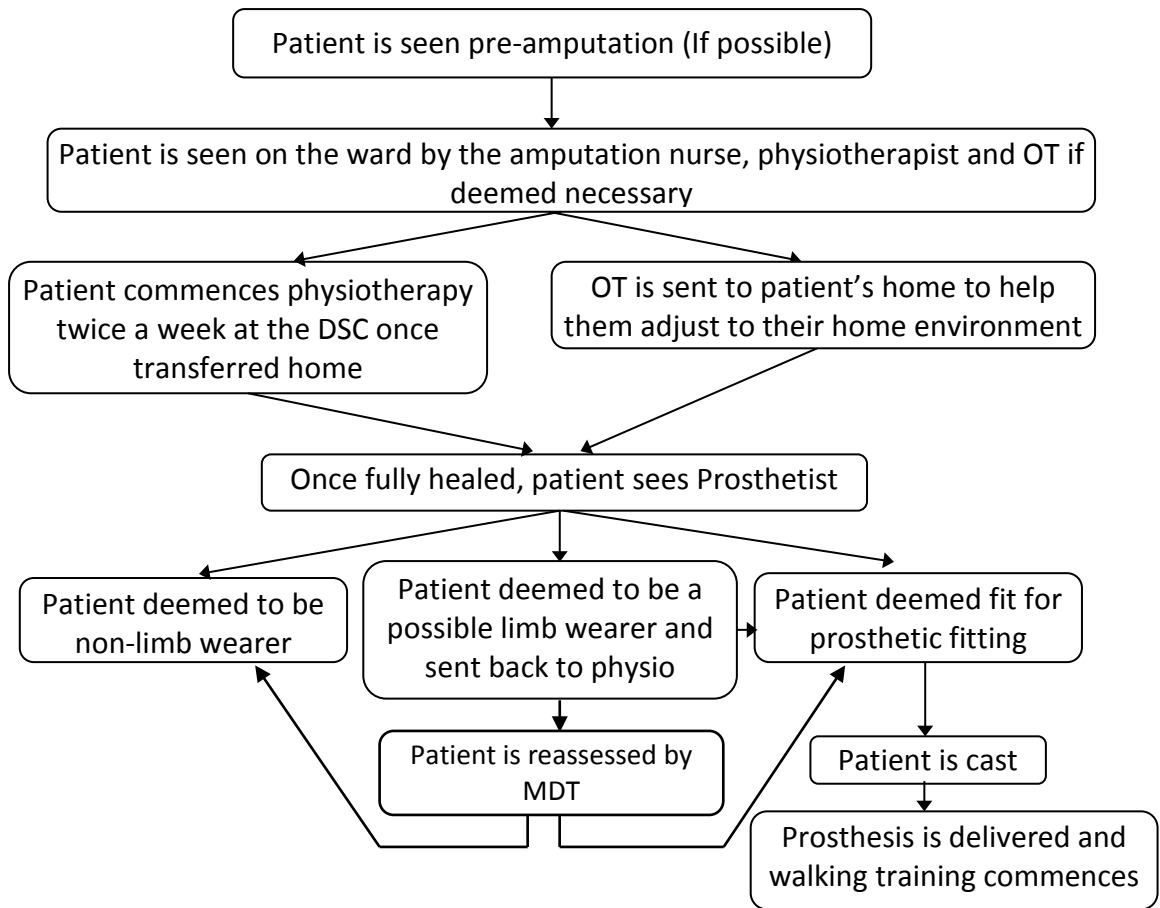 Patient is seen pre-amputation (If possible)
Patient is seen on the ward by the amputation nurse, physiotherapist and OT if
deemed necessary
Patient commences physiotherapy
twice a week at the DSC once
transferred home
OT is sent to patient’s home to help
them adjust to their home environment
Once fully healed, patient sees Prosthetist
Patient deemed to be
non-limb wearer
Patient deemed to be a
possible limb wearer and
sent back to physio
Patient deemed fit for
prosthetic fitting
Patient is reassessed by
MDT
Patient is cast
Prosthesis is delivered and
walking training commences